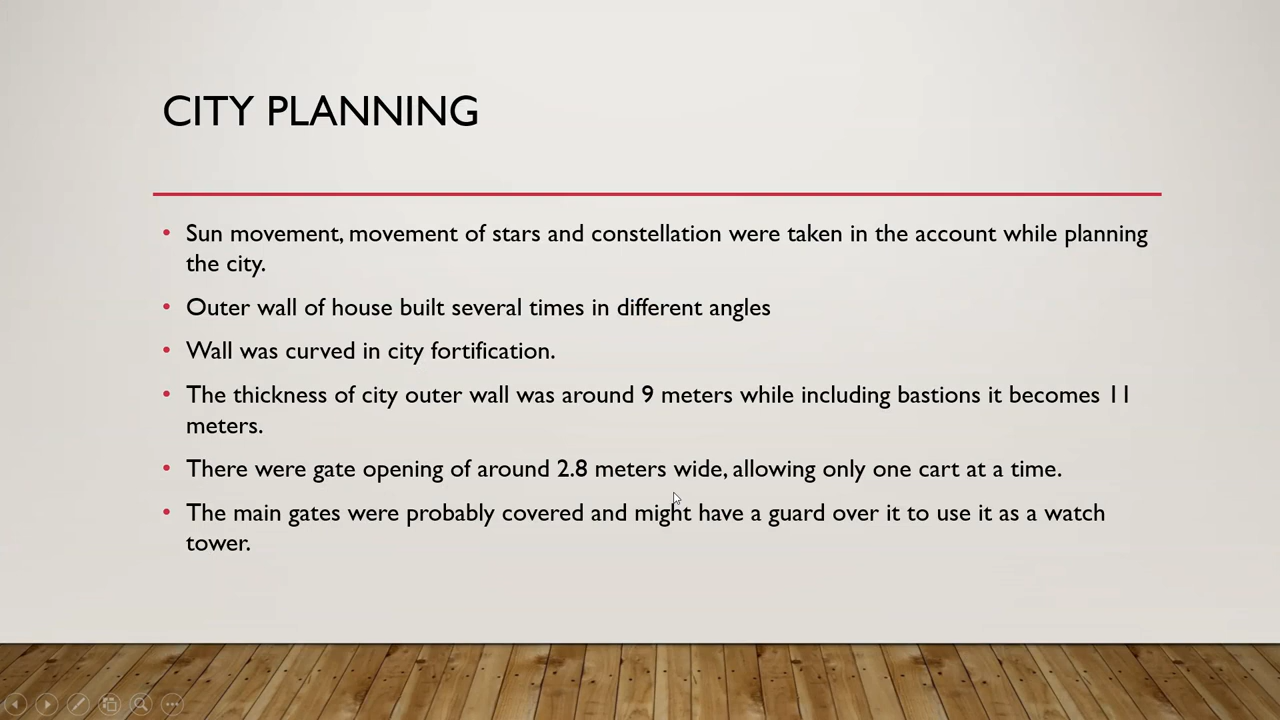 CITY PLANNING
• Sun movement, movement of stars and constellation were taken in the account while planning
the city.
• Outer wall of house built several times in different angles
• Wall was curved in city fortification.
• The thickness of city outer wall was around 9 meters while including bastions it becomes 11
meters.
• There were gate opening of around 2.8 meters wide, allowing only one cart at a time.
• The main gates were probably covered and might have a guard over it to use it as a watch
tower.